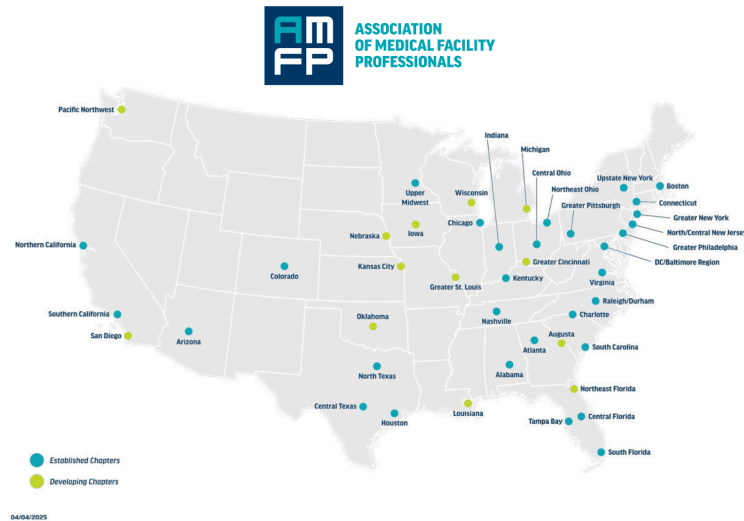 AM
FP
ASSOCIATION
OF MEDICAL FACILITY
PROFESSIONALS
Pacific Northwest
Indiana
Michigan
Central Ohio
Upper
Midwest
Wisconsin
Northeast Ohio
Upstate New York
Boston
Greater Pittsburgh
Connecticut
Chicago
Greater New York
Nebraska
Iowa
North/Central New Jersey
Northern California
Greater Philadelphia
Kansas City
Greater Cincinnati
DC/Baltimore Region
Colorado
Greater St. Louis
Kentucky
Virginia
Raleigh/Durham
Southern California
Oklahoma
Nashville
Charlotte
San Diego
Arizona
Augusta
Atlanta
South Carolina
North Texas
Alabama
Northeast Florida
Central Texas
Houston
Louisiana
Tampa Bay
Central Florida
South Florida
Established Chapters
Developing Chapters
04/04/2025